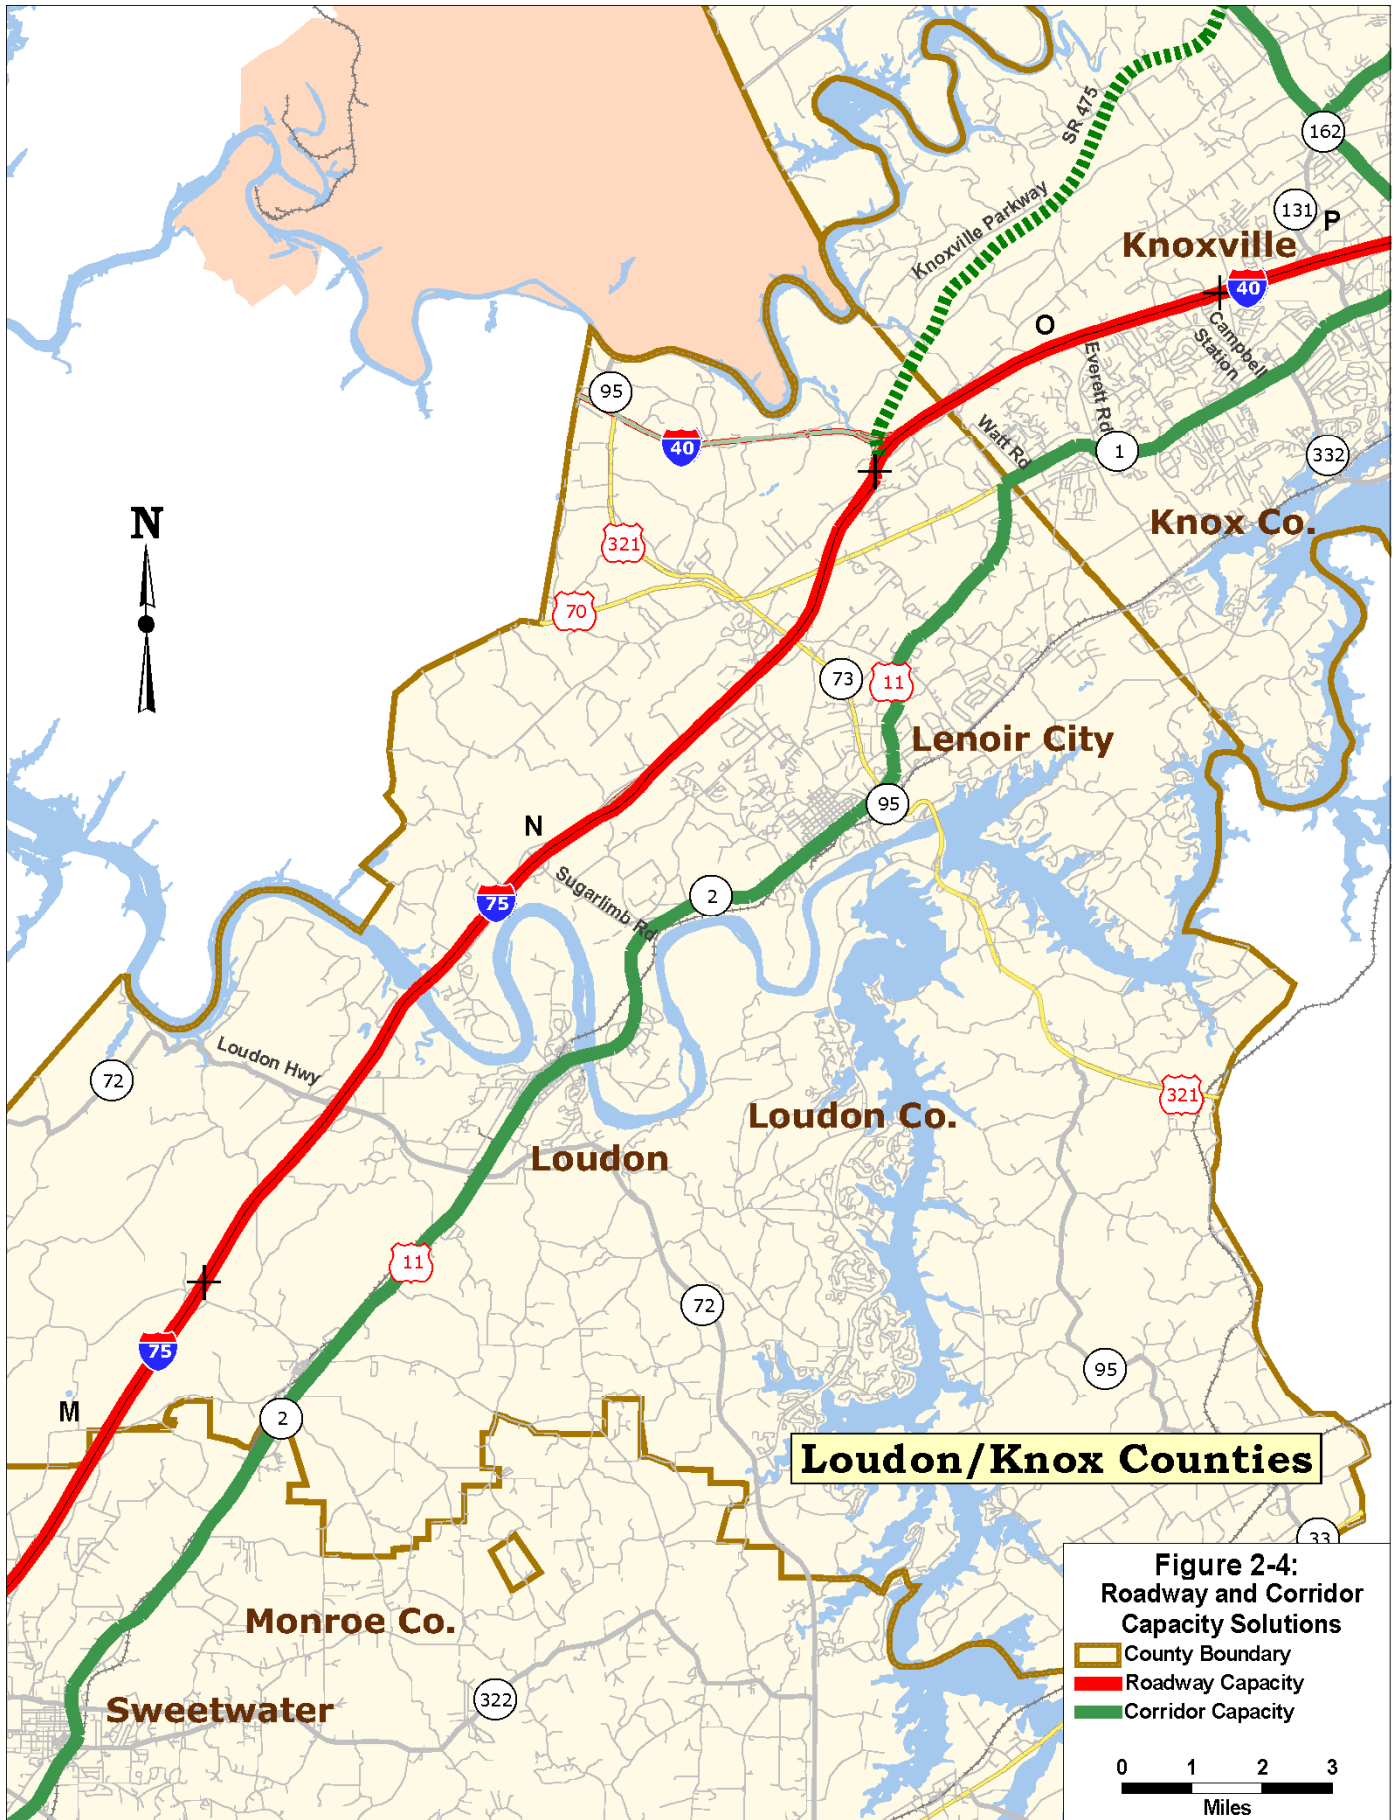 SR 475
162
131
P
Knoxville
Knoxville Parkway
40
O
Campbell
Station
Everett Rd
95
40
Watt Rd
1
332
N
Knox Co.
321
70
73
11
Lenoir City
95
N
75
Sugarlimb Rd
2
Loudon Hwy
72
321
Loudon Co.
Loudon
11
72
75
95
M
2
Loudon/Knox Counties
33
Figure 2-4:
Roadway and Corridor
Capacity Solutions
County Boundary
Roadway Capacity
Corridor Capacity
0 1 2 3
Miles
Monroe Co.
322
Sweetwater